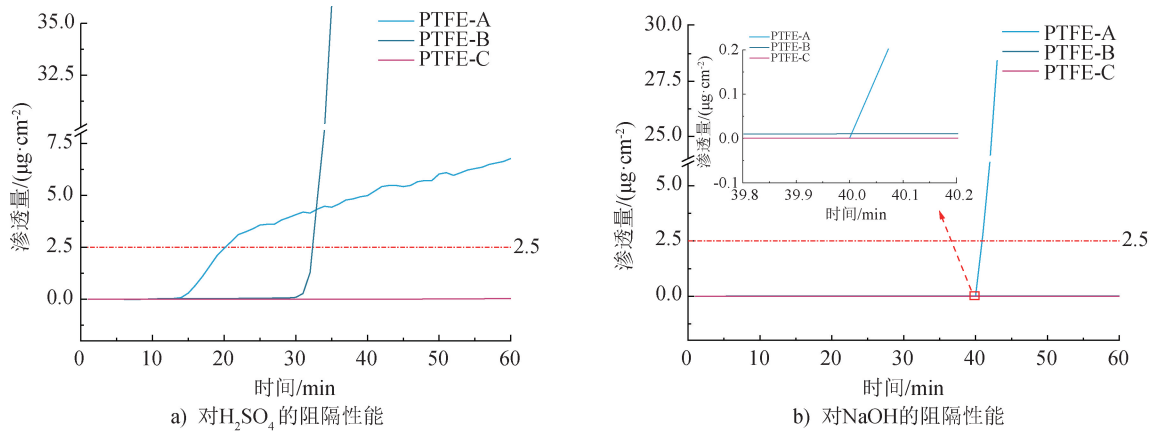 35.0
32.5
7.5
5.0
2.5
0.0
渗透量/(μg·cm⁻²)
PTFE-A
PTFE-B
PTFE-C
2.5
0 10 20 30 40 50 60
时间/min
a) 对H₂SO₄的阻隔性能
30.0
27.5
25.0
5.0
2.5
0.0
渗透量/(μg·cm⁻²)
PTFE-A
PTFE-B
PTFE-C
0.2
0.1
0.0
-0.1
渗透量/(μg·cm⁻²)
PTFE-A
PTFE-B
PTFE-C
39.8 39.9 40.0 40.1 40.2
时间/min
2.5
0 10 20 30 40 50 60
时间/min
b) 对NaOH的阻隔性能